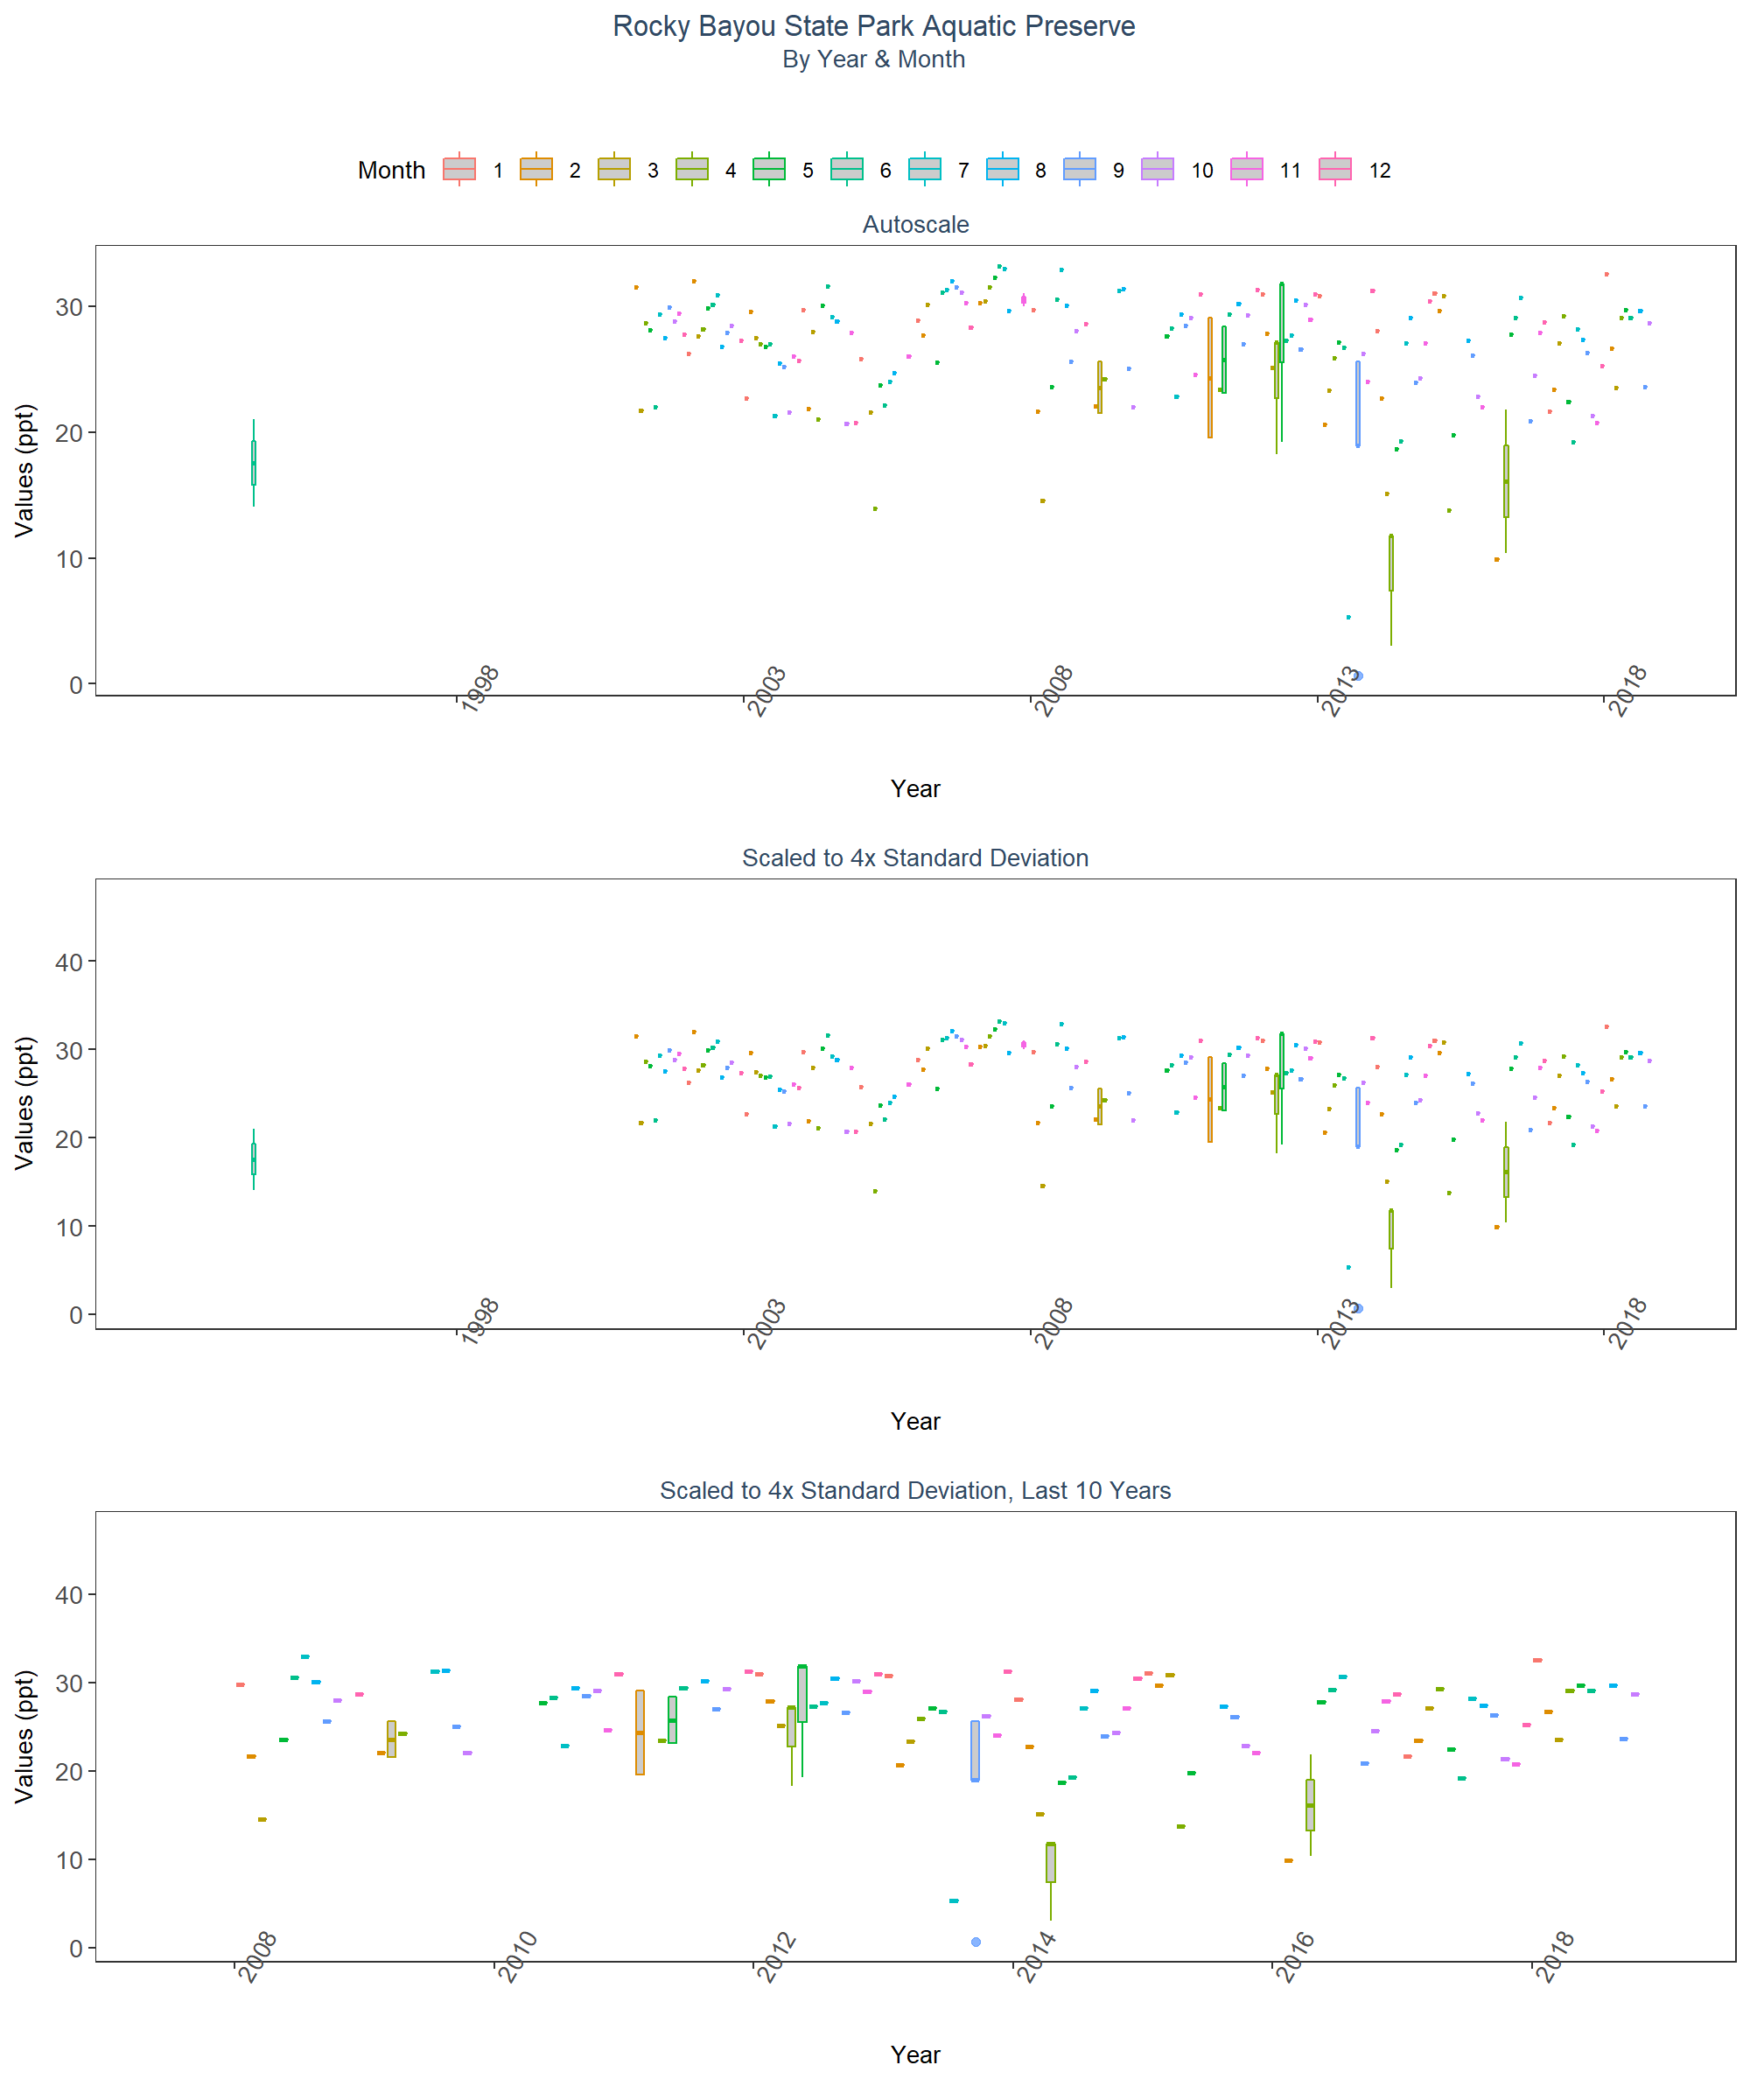 Rocky Bayou State Park Aquatic Preserve
By Year & Month
Month 1 2 3 4 5 6 7 8 9 10 11 12
Autoscale
Values (ppt)
30
20
10
0
1998 2003 2008 2013 2018
Year
Scaled to 4x Standard Deviation
Values (ppt)
40
30
20
10
0
1998 2003 2008 2013 2018
Year
Scaled to 4x Standard Deviation, Last 10 Years
Values (ppt)
40
30
20
10
0
2008 2010 2012 2014 2016 2018
Year